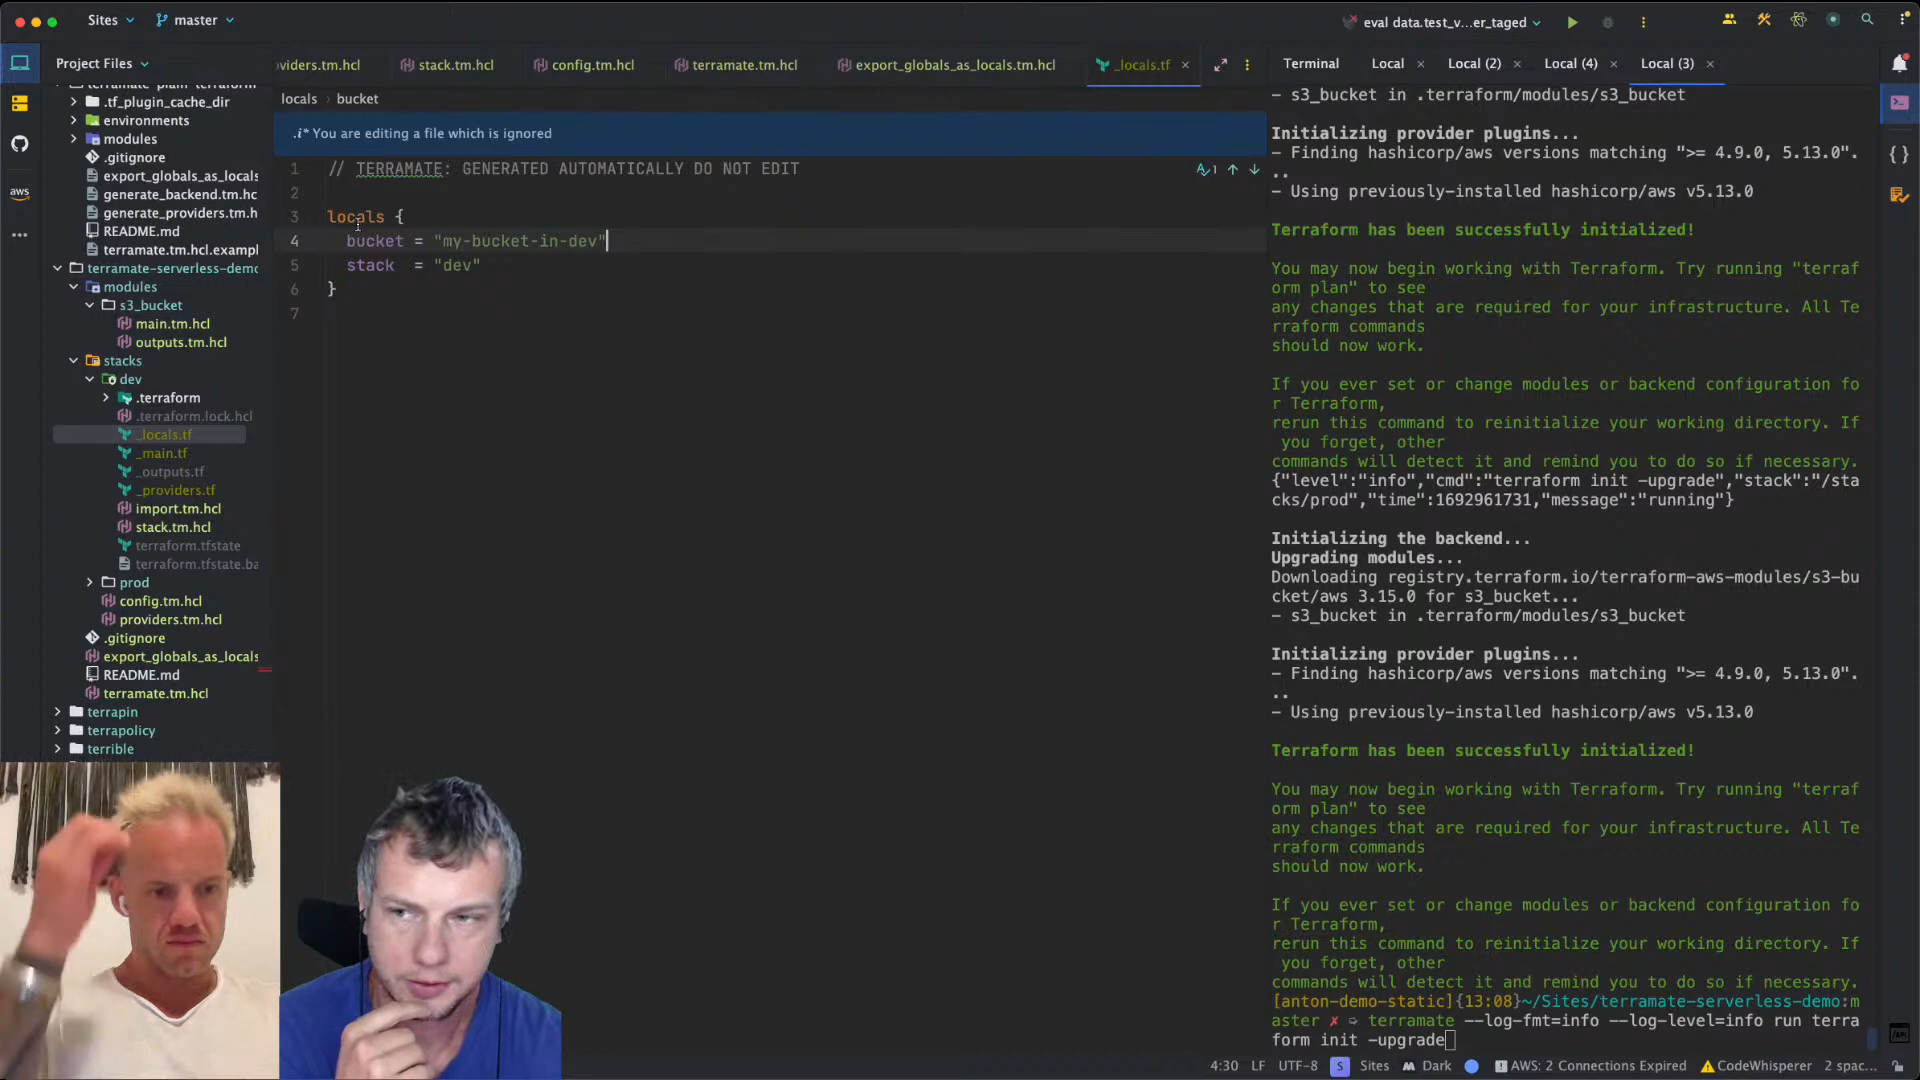 Sites
master
eval data.test_v...er_taged
Project Files
oviders.tm.hcl
stack.tm.hcl
config.tm.hcl
terramate.tm.hcl
export_globals_as_locals.tm.hcl
_locals.tf
Terminal
Local
Local (2)
Local (4)
Local (3)
locals > bucket
.i* You are editing a file which is ignored
.tf_plugin_cache_dir
environments
modules
.gitignore
export_globals_as_locals
generate_backend.tm.hc
generate_providers.tm.h
README.md
terramate.tm.hcl.exampl
terramate-serverless-demo
modules
s3_bucket
main.tm.hcl
outputs.tm.hcl
stacks
dev
.terraform
.terraform.lock.hcl
_locals.tf
_main.tf
_outputs.tf
_providers.tf
import.tm.hcl
stack.tm.hcl
terraform.tfstate
terraform.tfstate.ba
prod
config.tm.hcl
providers.tm.hcl
.gitignore
export_globals_as_locals
README.md
terramate.tm.hcl
terrapin
terrapolicy
terrible
aws
1 // TERRAMATE: GENERATED AUTOMATICALLY DO NOT EDIT
2
3 locals {
4 bucket = "my-bucket-in-dev"
5 stack  = "dev"
6 }
7
1
- s3_bucket in .terraform/modules/s3_bucket
Initializing provider plugins...
- Finding hashicorp/aws versions matching ">= 4.9.0, 5.13.0".
..
- Using previously-installed hashicorp/aws v5.13.0
Terraform has been successfully initialized!
You may now begin working with Terraform. Try running "terraf
orm plan" to see
any changes that are required for your infrastructure. All Te
rraform commands
should now work.
If you ever set or change modules or backend configuration fo
r Terraform,
rerun this command to reinitialize your working directory. If
you forget, other
commands will detect it and remind you to do so if necessary.
{"level":"info","cmd":"terraform init -upgrade","stack":"/sta
cks/prod","time":1692961731,"message":"running"}
Initializing the backend...
Upgrading modules...
Downloading registry.terraform.io/terraform-aws-modules/s3-bu
cket/aws 3.15.0 for s3_bucket...
- s3_bucket in .terraform/modules/s3_bucket
Initializing provider plugins...
- Finding hashicorp/aws versions matching ">= 4.9.0, 5.13.0".
..
- Using previously-installed hashicorp/aws v5.13.0
Terraform has been successfully initialized!
You may now begin working with Terraform. Try running "terraf
orm plan" to see
any changes that are required for your infrastructure. All Te
rraform commands
should now work.
If you ever set or change modules or backend configuration fo
r Terraform,
rerun this command to reinitialize your working directory. If
you forget, other
commands will detect it and remind you to do so if necessary.
[anton-demo-static]{13:08}~/Sites/terramate-serverless-demo:m
aster ✗ ➭ terramate --log-fmt=info --log-level=info run terra
form init -upgrade
4:30 LF UTF-8 S Sites Dark AWS: 2 Connections Expired CodeWhisperer 2 spac...